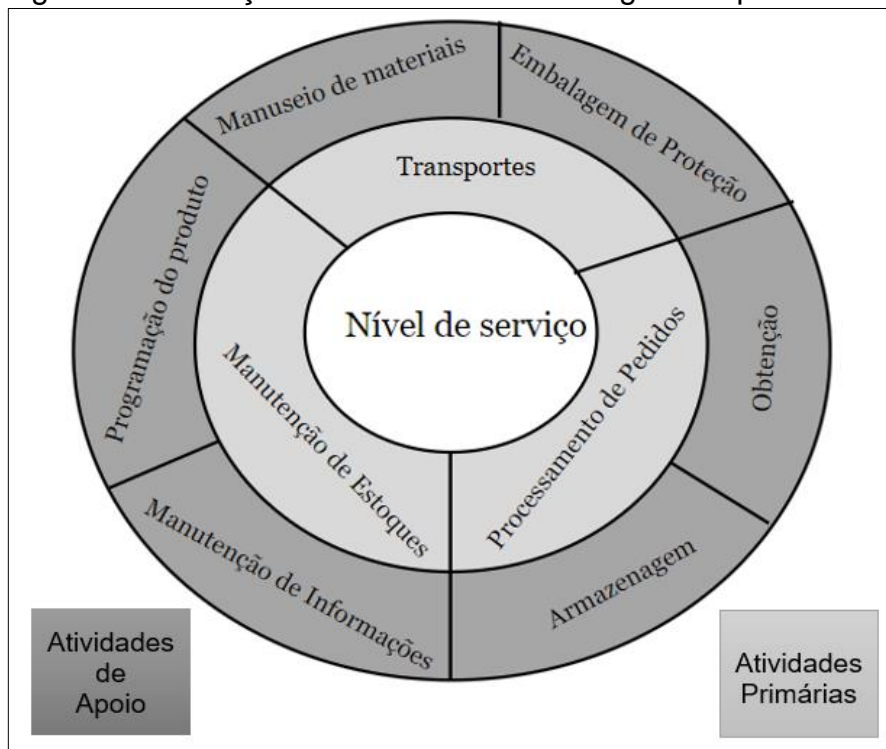 Manuseio de materiais
Embalagem de Proteção
Transportes
Programação do produto
Nível de serviço
Obtenção
Manutenção de Estoques
Processamento de Pedidos
Manutenção de Informações
Armazenagem
Atividades
de
Apoio
Atividades
Primárias